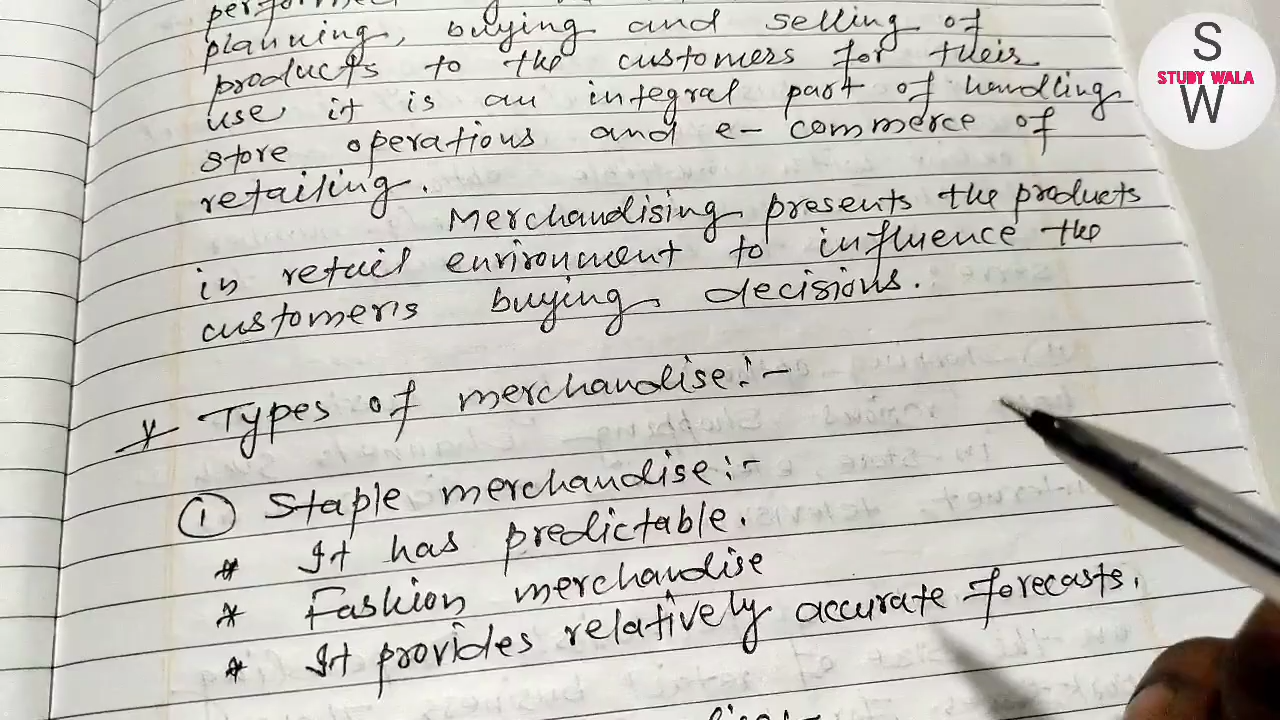 planning, buying and selling of
products to the customers for their
use it is an integral part of handling
store operations and e-commerce of
retailing.
Merchandising presents the products
in retail environment to influence the
customers buying decisions.
* Types of merchandise:-
① Staple merchandise:-
* It has predictable.
* Fashion merchandise
* It provides relatively accurate forecasts.
S
STUDY WALA
W